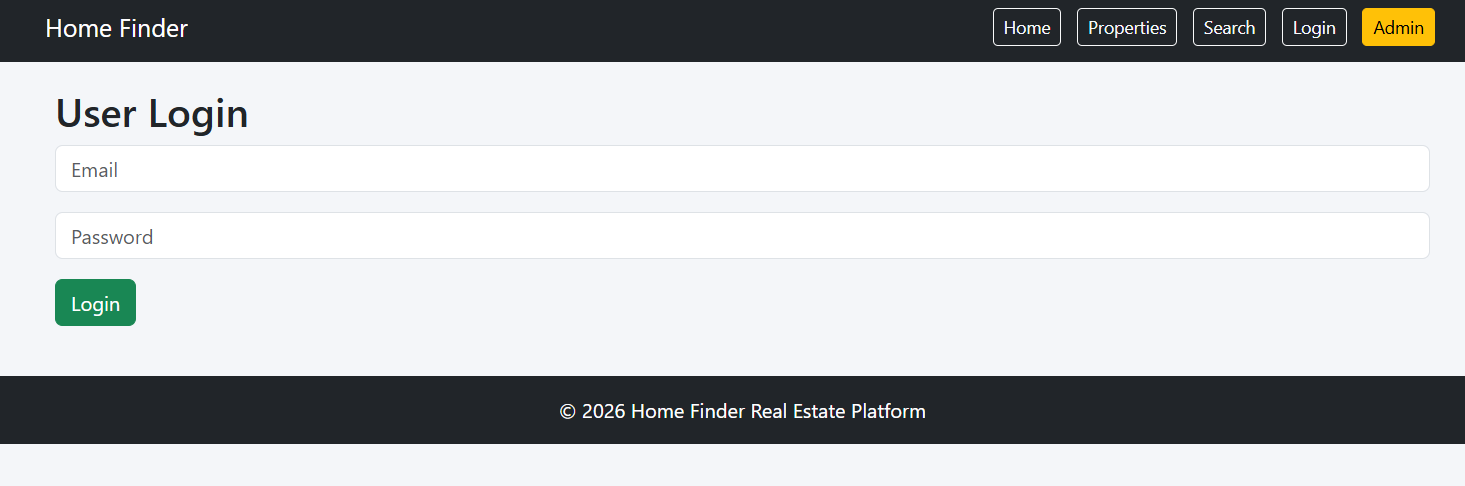 Home Finder
Home
Properties
Search
Login
Admin
User Login
Email
Password
Login
© 2026 Home Finder Real Estate Platform